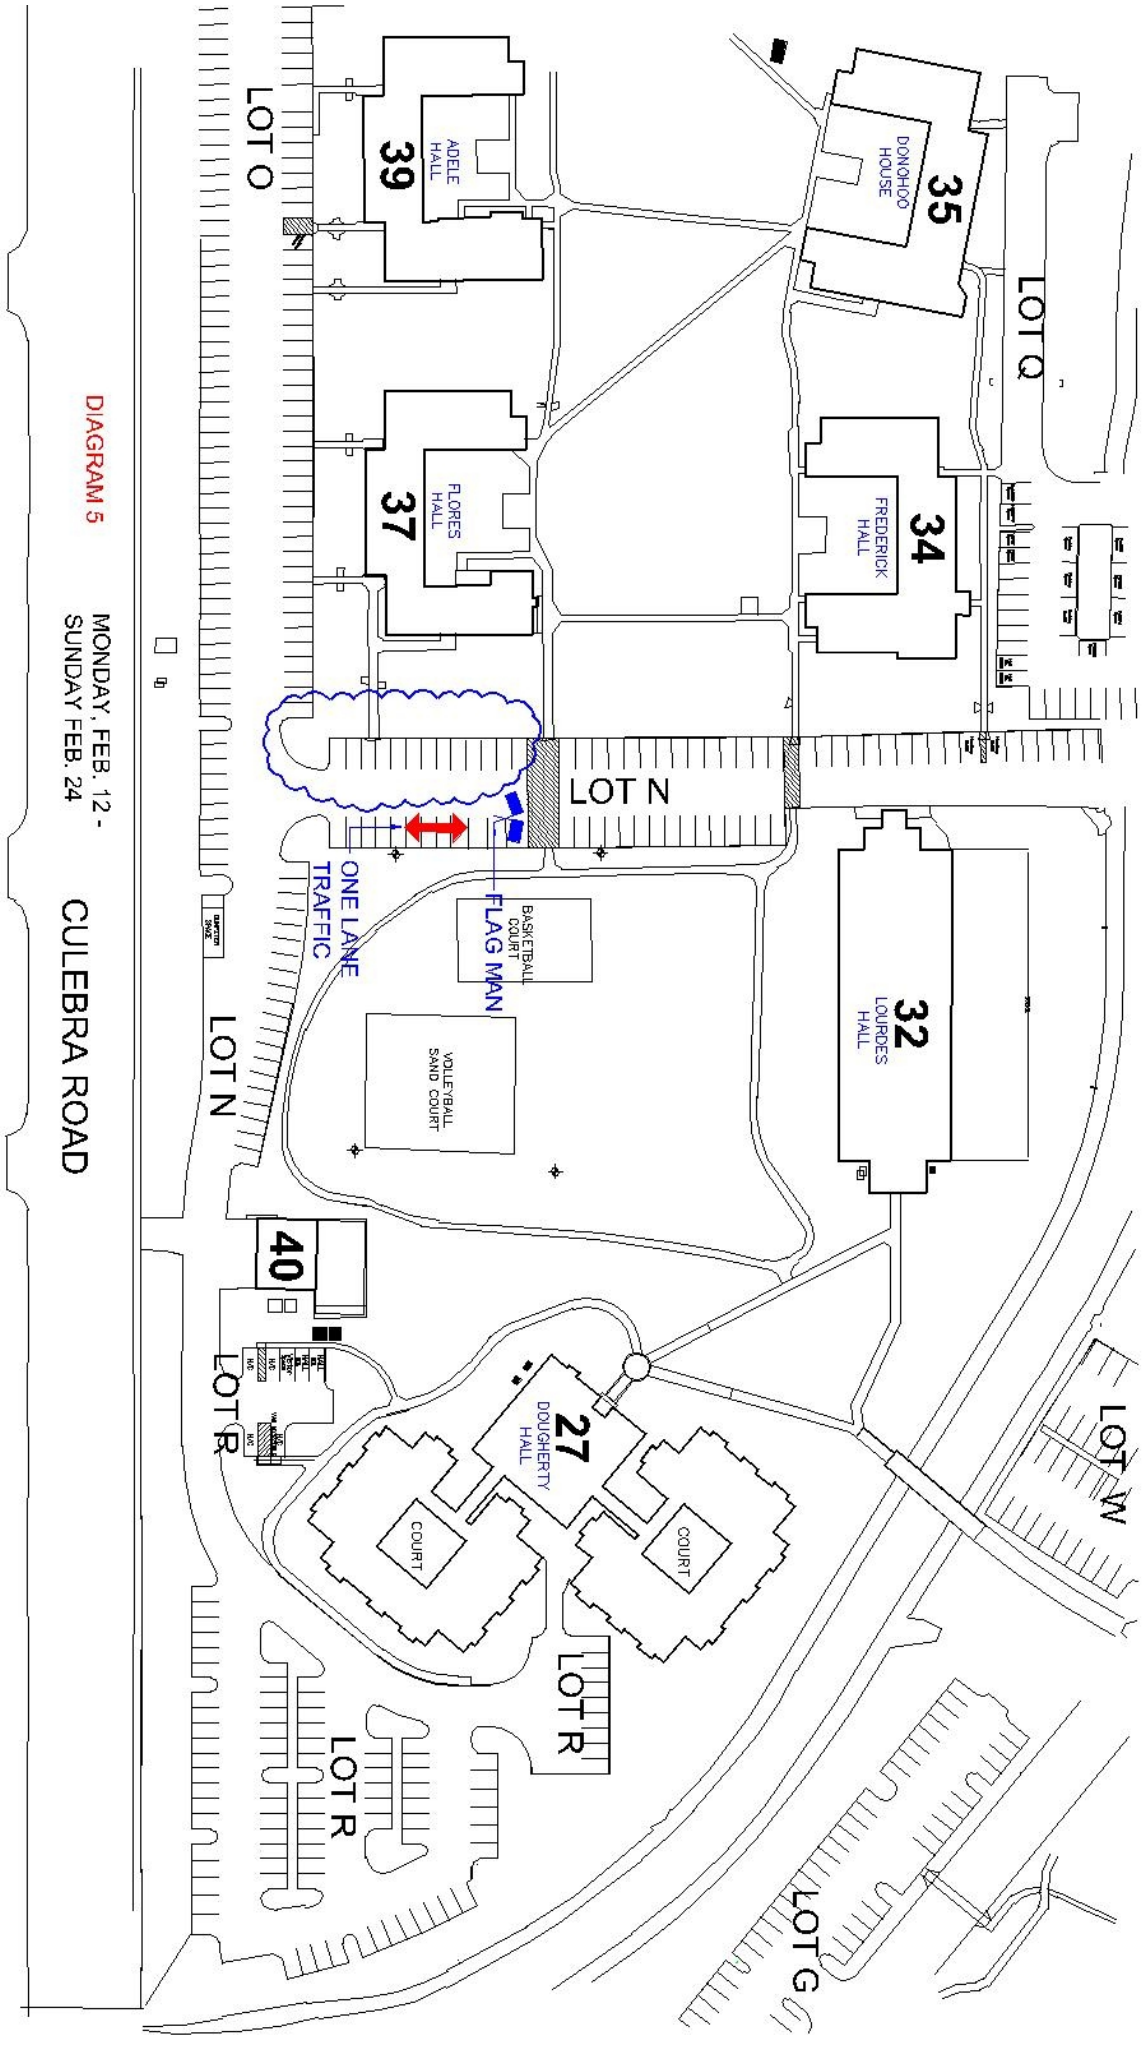 LOT O
39
ADELE
HALL
35
DONOHOO
HOUSE
LOT Q
37
FLORES
HALL
34
FREDERICK
HALL
LOT N
ONE LANE
TRAFFIC
FLAG MAN
BASKETBALL
COURT
VOLLEYBALL
SAND COURT
32
LOURDES
HALL
DUMPSTER
SPACE
LOT N
40
LOT R
H/C
H/C
27
DOUGHERTY
HALL
COURT
COURT
LOT R
LOT R
LOT W
LOT G
DIAGRAM 5
MONDAY, FEB. 12 -
SUNDAY FEB. 24
CULEBRA ROAD